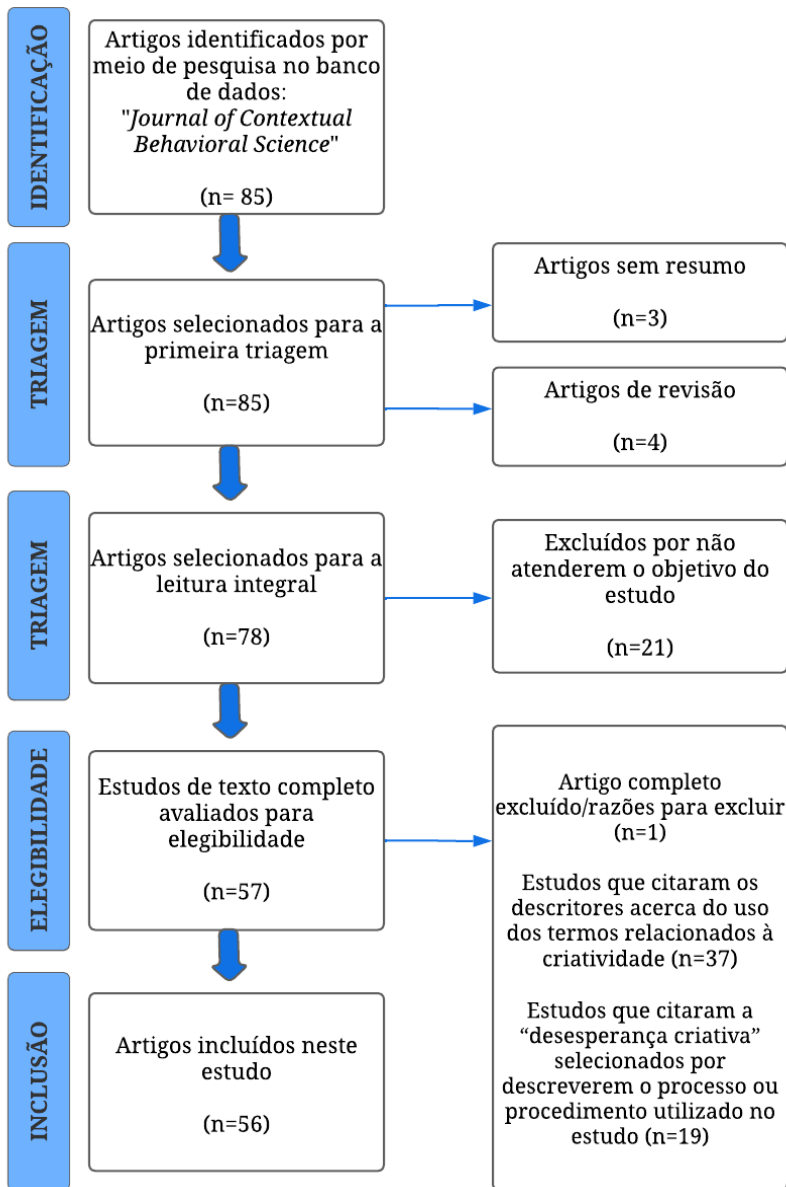 IDENTIFICAÇÃO
Artigos identificados por
meio de pesquisa no banco
de dados:
"Journal of Contextual
Behavioral Science"
(n= 85)
TRIAGEM
Artigos selecionados para a
primeira triagem
(n=85)
Artigos sem resumo
(n=3)
Artigos de revisão
(n=4)
TRIAGEM
Artigos selecionados para a
leitura integral
(n=78)
Excluídos por não
atenderem o objetivo do
estudo
(n=21)
ELEGIBILIDADE
Estudos de texto completo
avaliados para
elegibilidade
(n=57)
Artigo completo
excluído/razões para excluir
(n=1)
Estudos que citaram os
descritores acerca do uso
dos termos relacionados à
criatividade (n=37)
Estudos que citaram a
“desesperança criativa”
selecionados por
descreverem o processo ou
procedimento utilizado no
estudo (n=19)
INCLUSÃO
Artigos incluídos neste
estudo
(n=56)